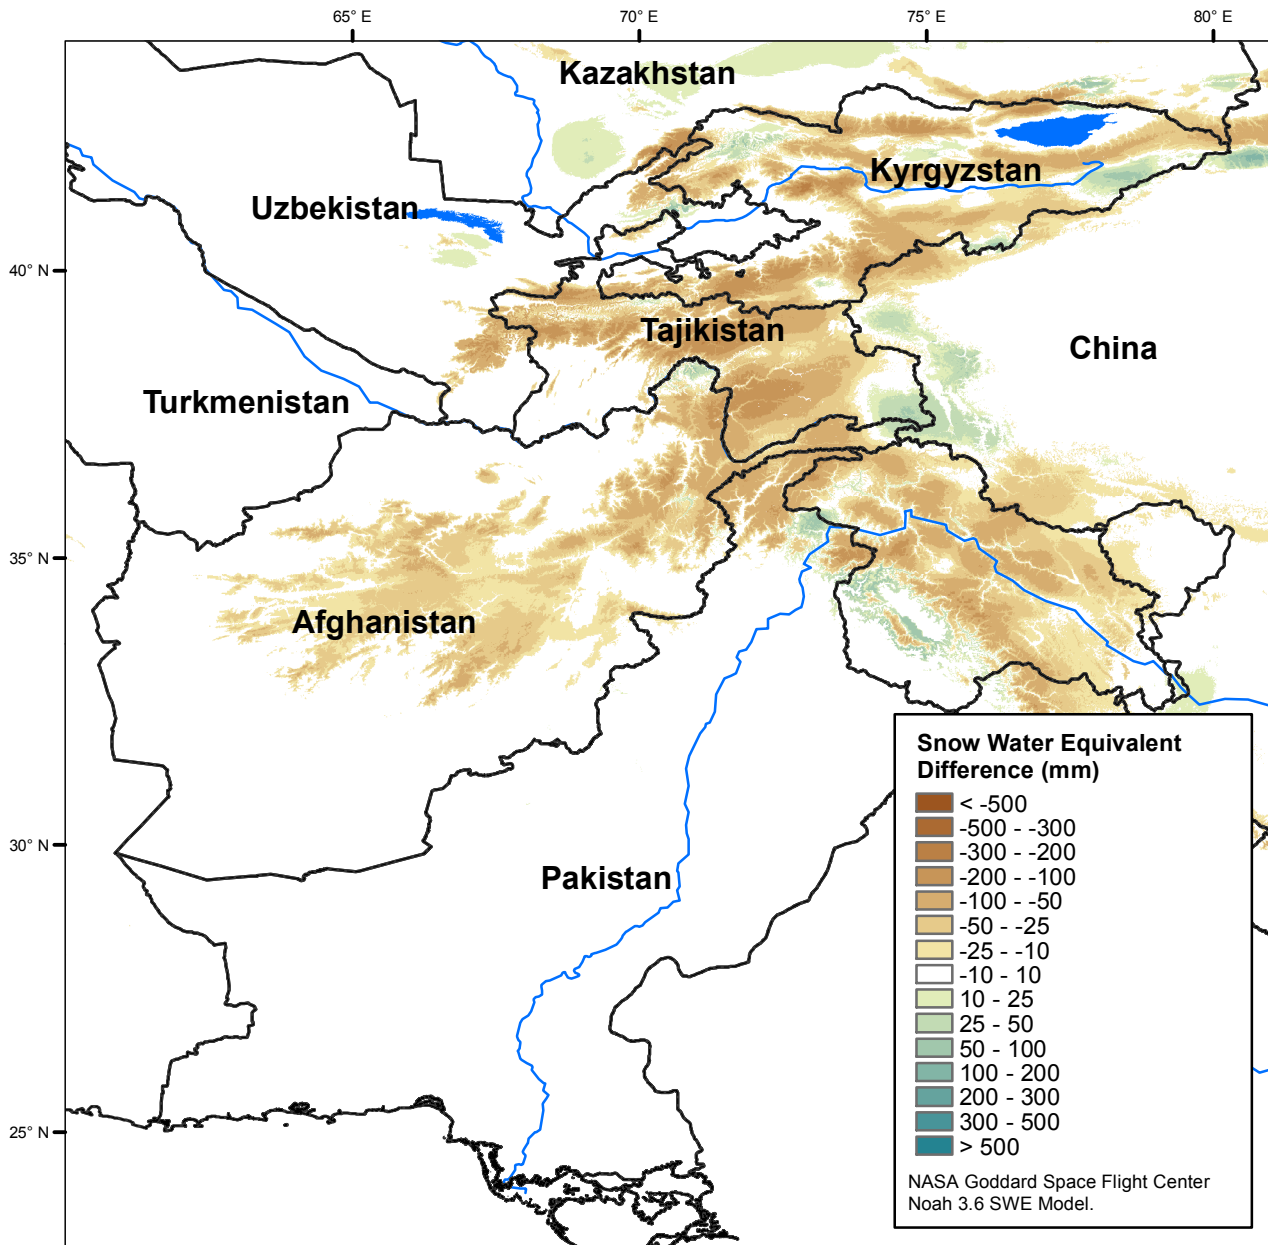 65° E
70° E
75° E
80° E
Kazakhstan
Kyrgyzstan
Uzbekistan
40° N
Tajikistan
China
Turkmenistan
35° N
Afghanistan
Snow Water Equivalent
Difference (mm)
< -500
-500 - -300
-300 - -200
-200 - -100
-100 - -50
-50 - -25
-25 - -10
-10 - 10
10 - 25
25 - 50
50 - 100
100 - 200
200 - 300
300 - 500
> 500
NASA Goddard Space Flight Center
Noah 3.6 SWE Model.
30° N
Pakistan
25° N